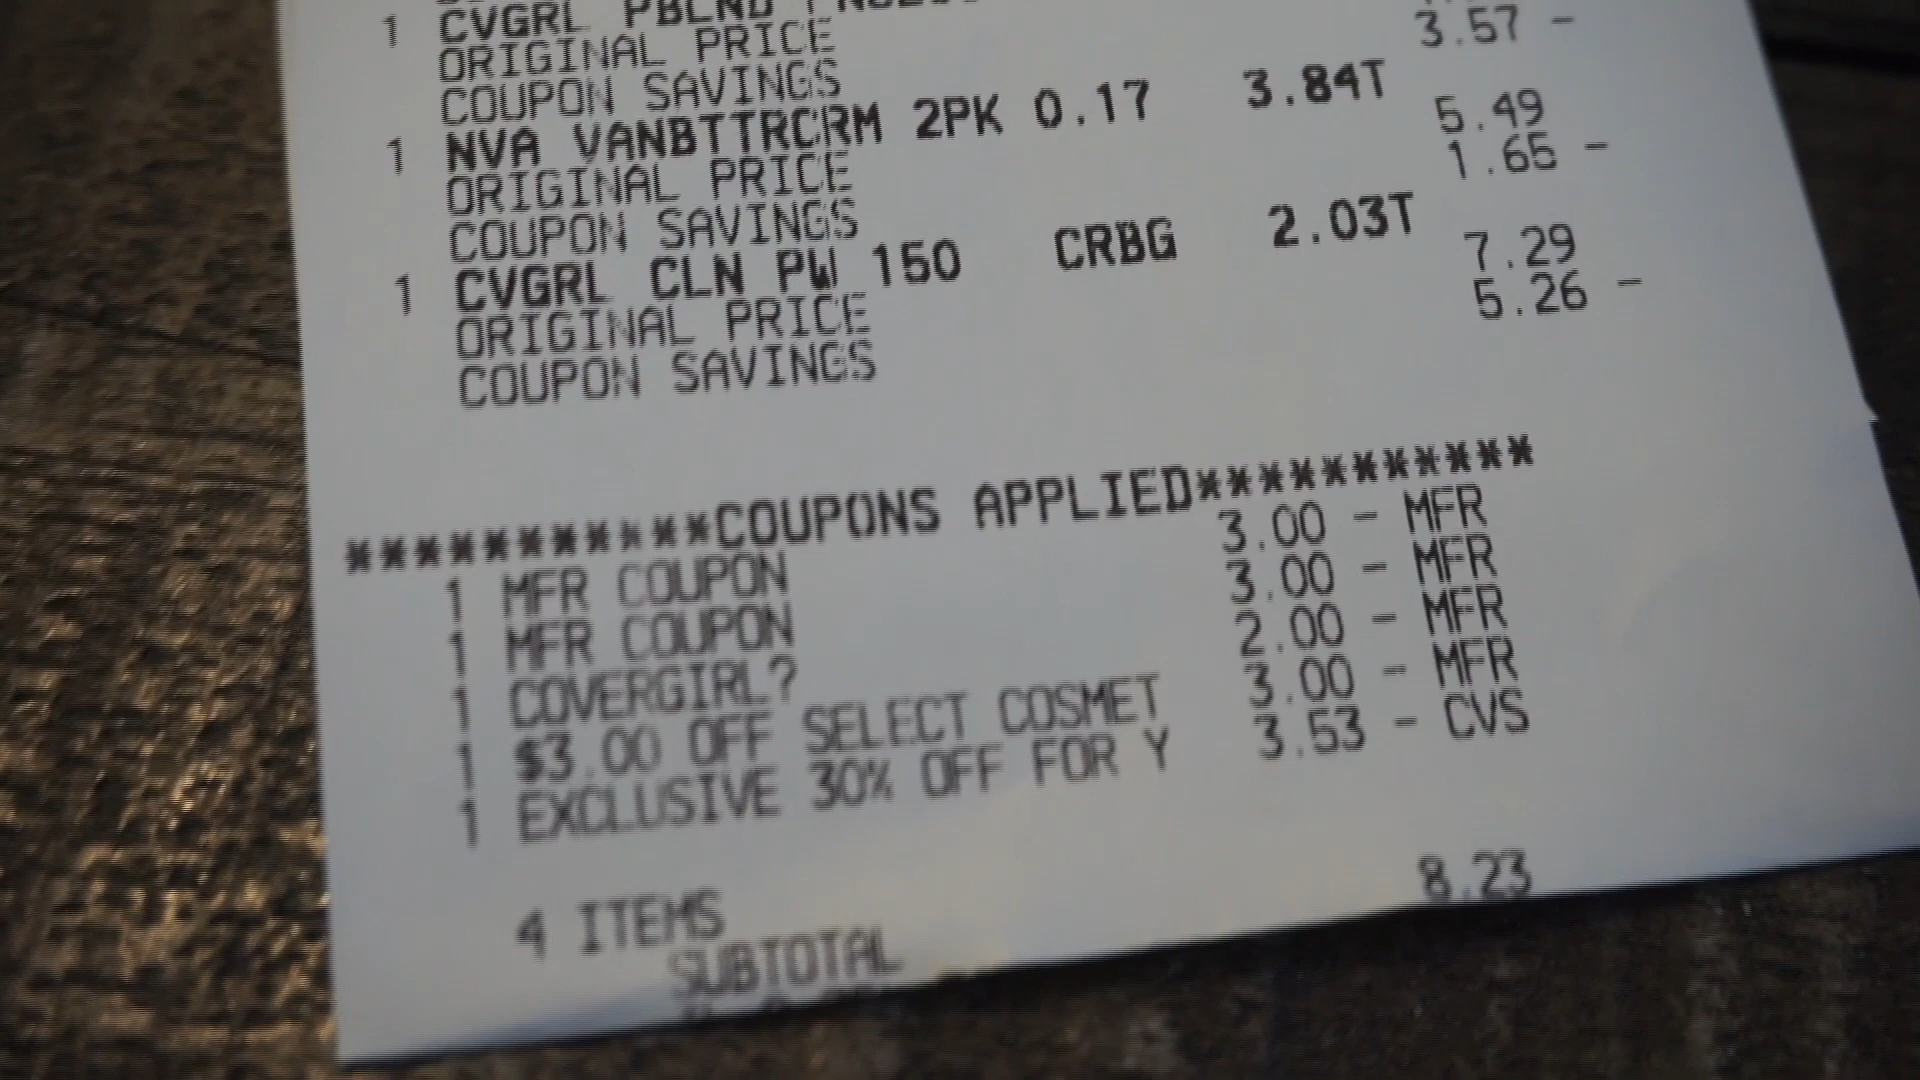 1 CVGRL PBLND
ORIGINAL PRICE
COUPON SAVINGS 3.57 -
1 NVA VANBTTRCRM 2PK 0.17 3.84T
ORIGINAL PRICE 5.49
COUPON SAVINGS 1.65 -
1 CVGRL CLN PW 150 CRBG 2.03T
ORIGINAL PRICE 7.29
COUPON SAVINGS 5.26 -
***********COUPONS APPLIED***********
1 MFR COUPON 3.00 - MFR
1 MFR COUPON 3.00 - MFR
1 COVERGIRL? 2.00 - MFR
1 $3.00 OFF SELECT COSMET 3.00 - MFR
1 EXCLUSIVE 30% OFF FOR Y 3.53 - CVS
4 ITEMS
SUBTOTAL 8.23